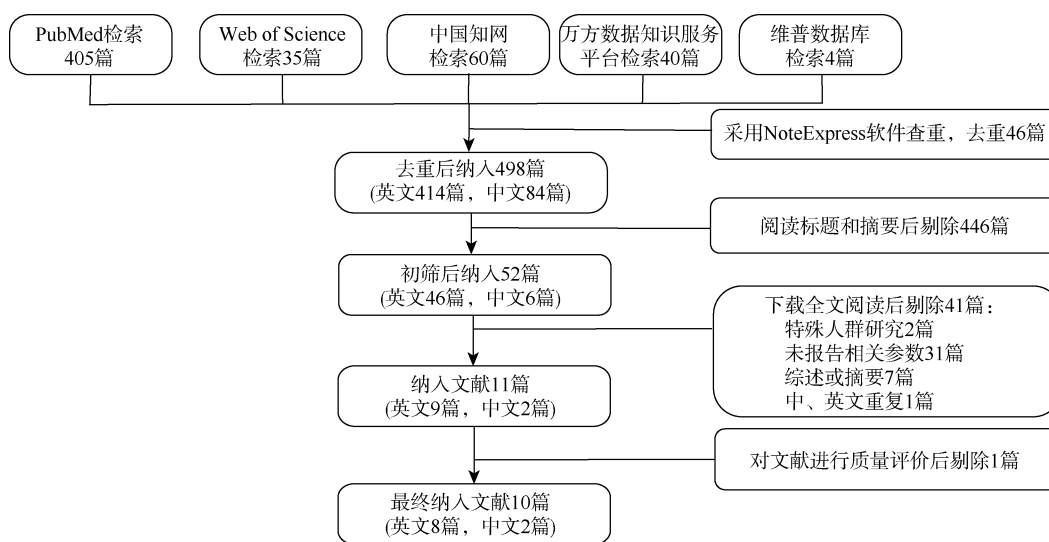 PubMed检索
405篇
Web of Science
检索35篇
中国知网
检索60篇
万方数据知识服务
平台检索40篇
维普数据库
检索4篇
采用NoteExpress软件查重，去重46篇
去重后纳入498篇
(英文414篇，中文84篇)
阅读标题和摘要后剔除446篇
初筛后纳入52篇
(英文46篇，中文6篇)
下载全文阅读后剔除41篇：
特殊人群研究2篇
未报告相关参数31篇
综述或摘要7篇
中、英文重复1篇
纳入文献11篇
(英文9篇，中文2篇)
对文献进行质量评价后剔除1篇
最终纳入文献10篇
(英文8篇，中文2篇)